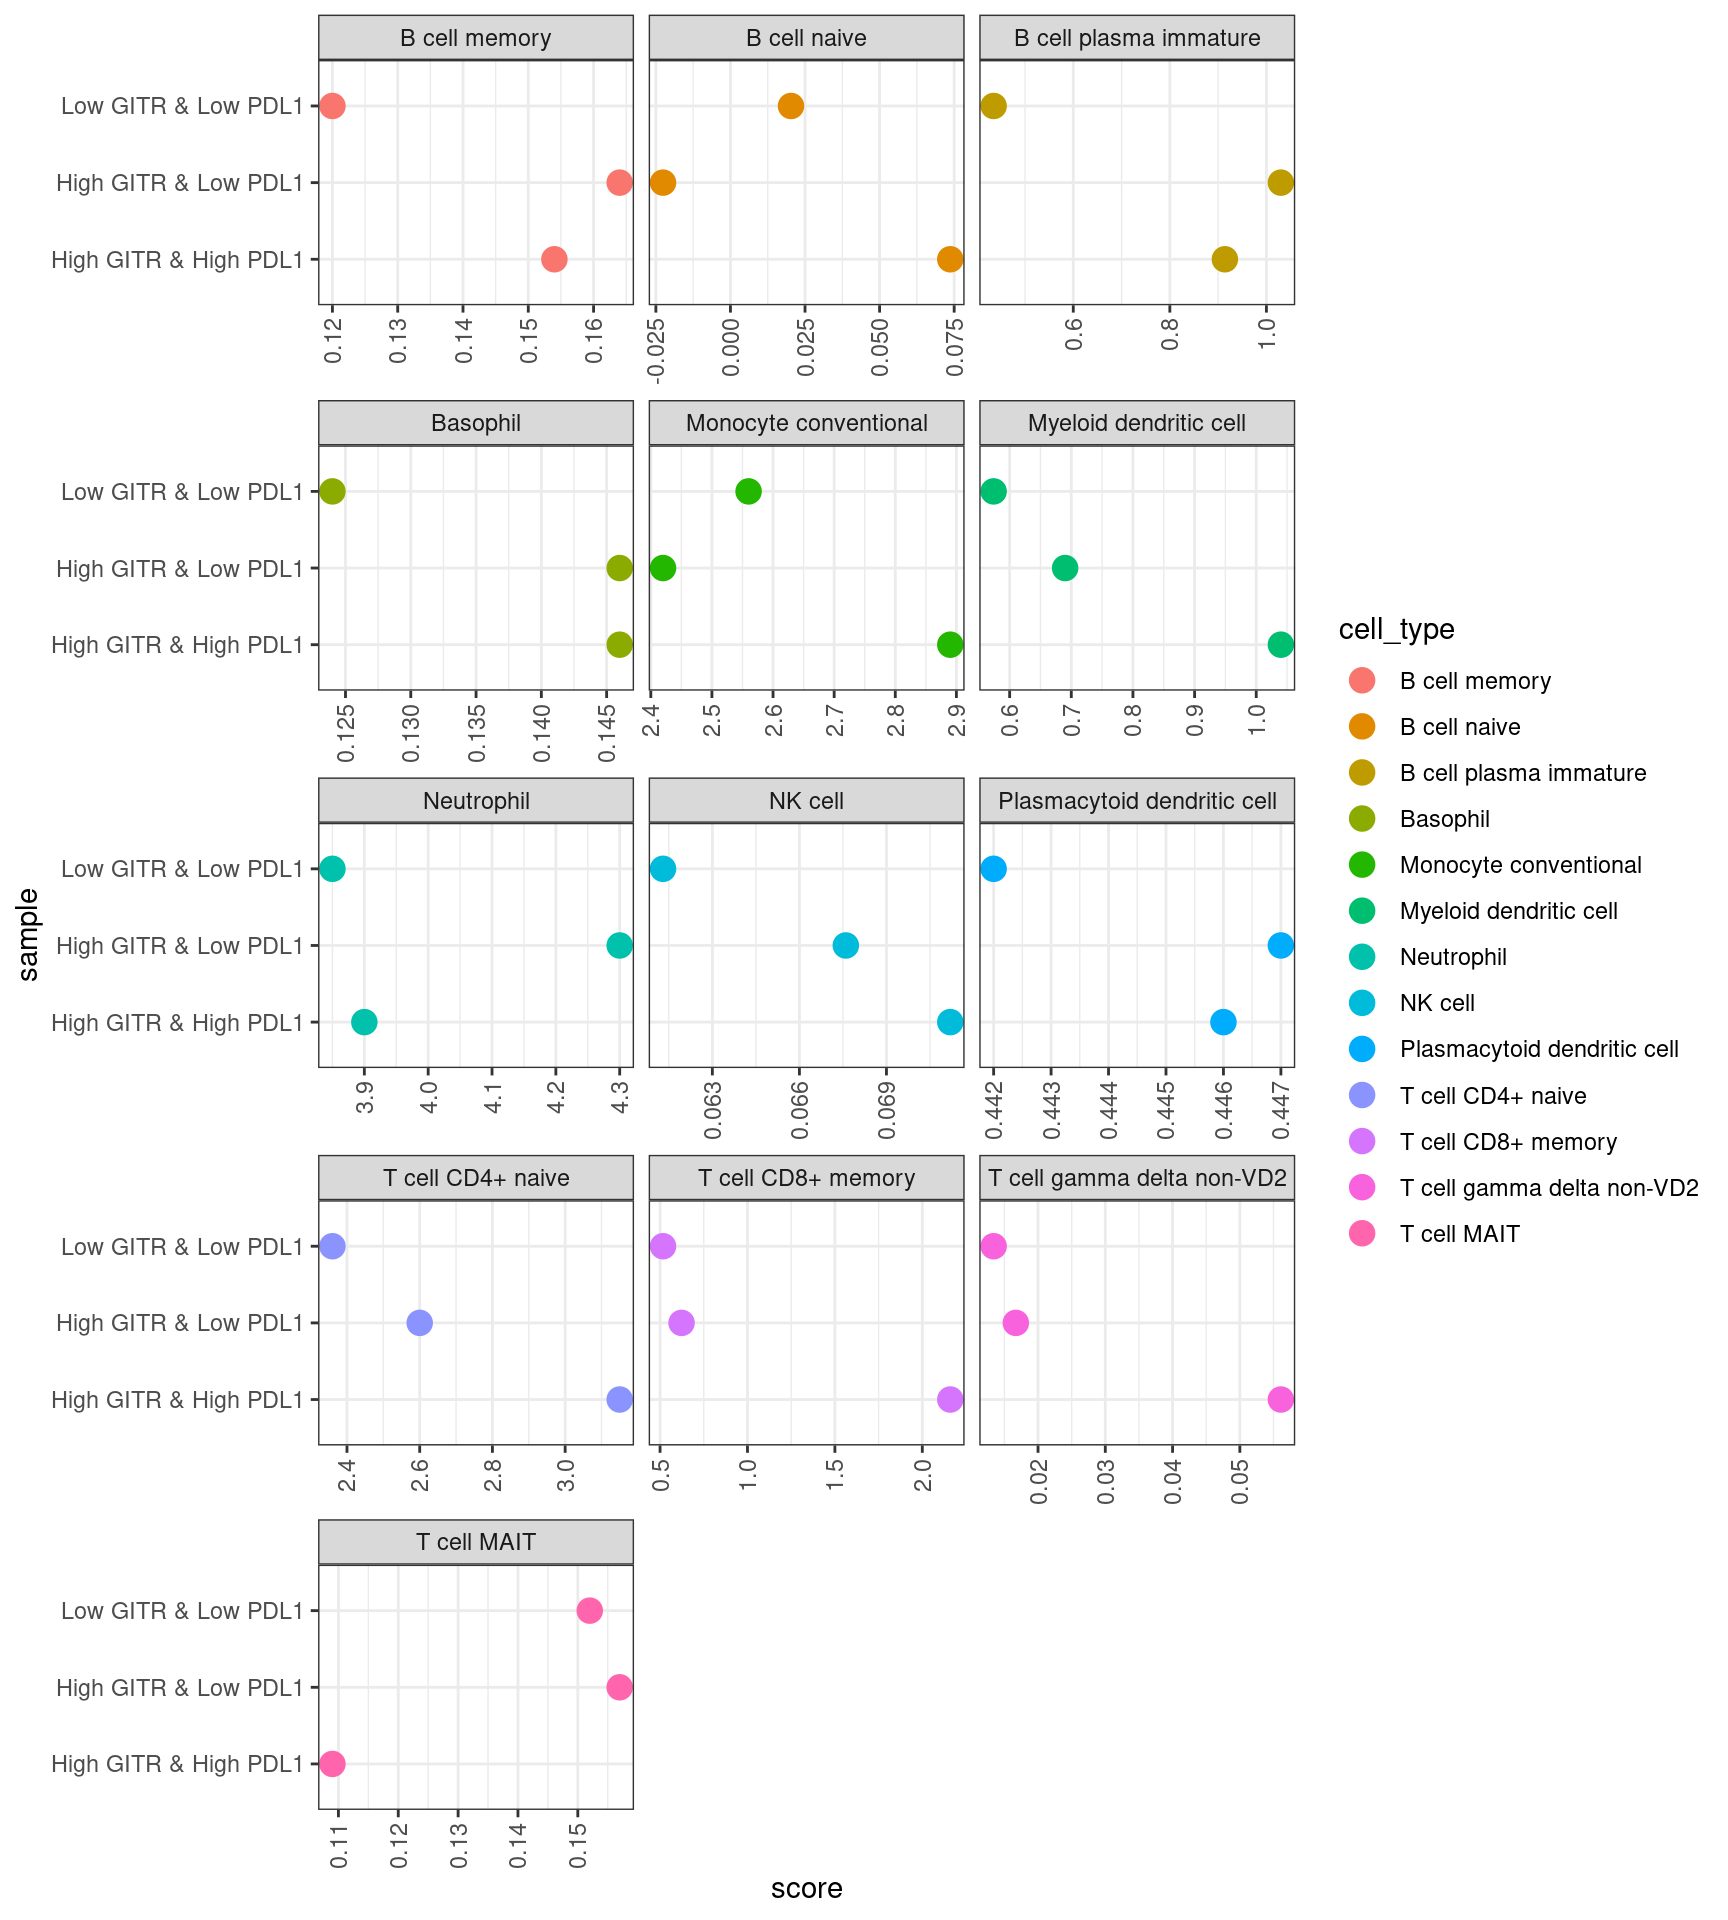 B cell memory
B cell naive
B cell plasma immature
Low GITR & Low PDL1
High GITR & Low PDL1
High GITR & High PDL1
0.12 0.13 0.14 0.15 0.16
-0.025 0.000 0.025 0.050 0.075
0.6 0.8 1.0
Basophil
Monocyte conventional
Myeloid dendritic cell
Low GITR & Low PDL1
High GITR & Low PDL1
High GITR & High PDL1
0.125 0.130 0.135 0.140 0.145
2.4 2.5 2.6 2.7 2.8 2.9
0.6 0.7 0.8 0.9 1.0
Neutrophil
NK cell
Plasmacytoid dendritic cell
Low GITR & Low PDL1
High GITR & Low PDL1
High GITR & High PDL1
3.9 4.0 4.1 4.2 4.3
0.063 0.066 0.069
0.442 0.443 0.444 0.445 0.446 0.447
T cell CD4+ naive
T cell CD8+ memory
T cell gamma delta non-VD2
Low GITR & Low PDL1
High GITR & Low PDL1
High GITR & High PDL1
2.4 2.6 2.8 3.0
0.5 1.0 1.5 2.0
0.02 0.03 0.04 0.05
T cell MAIT
Low GITR & Low PDL1
High GITR & Low PDL1
High GITR & High PDL1
0.11 0.12 0.13 0.14 0.15
score
sample
cell_type
B cell memory
B cell naive
B cell plasma immature
Basophil
Monocyte conventional
Myeloid dendritic cell
Neutrophil
NK cell
Plasmacytoid dendritic cell
T cell CD4+ naive
T cell CD8+ memory
T cell gamma delta non-VD2
T cell MAIT